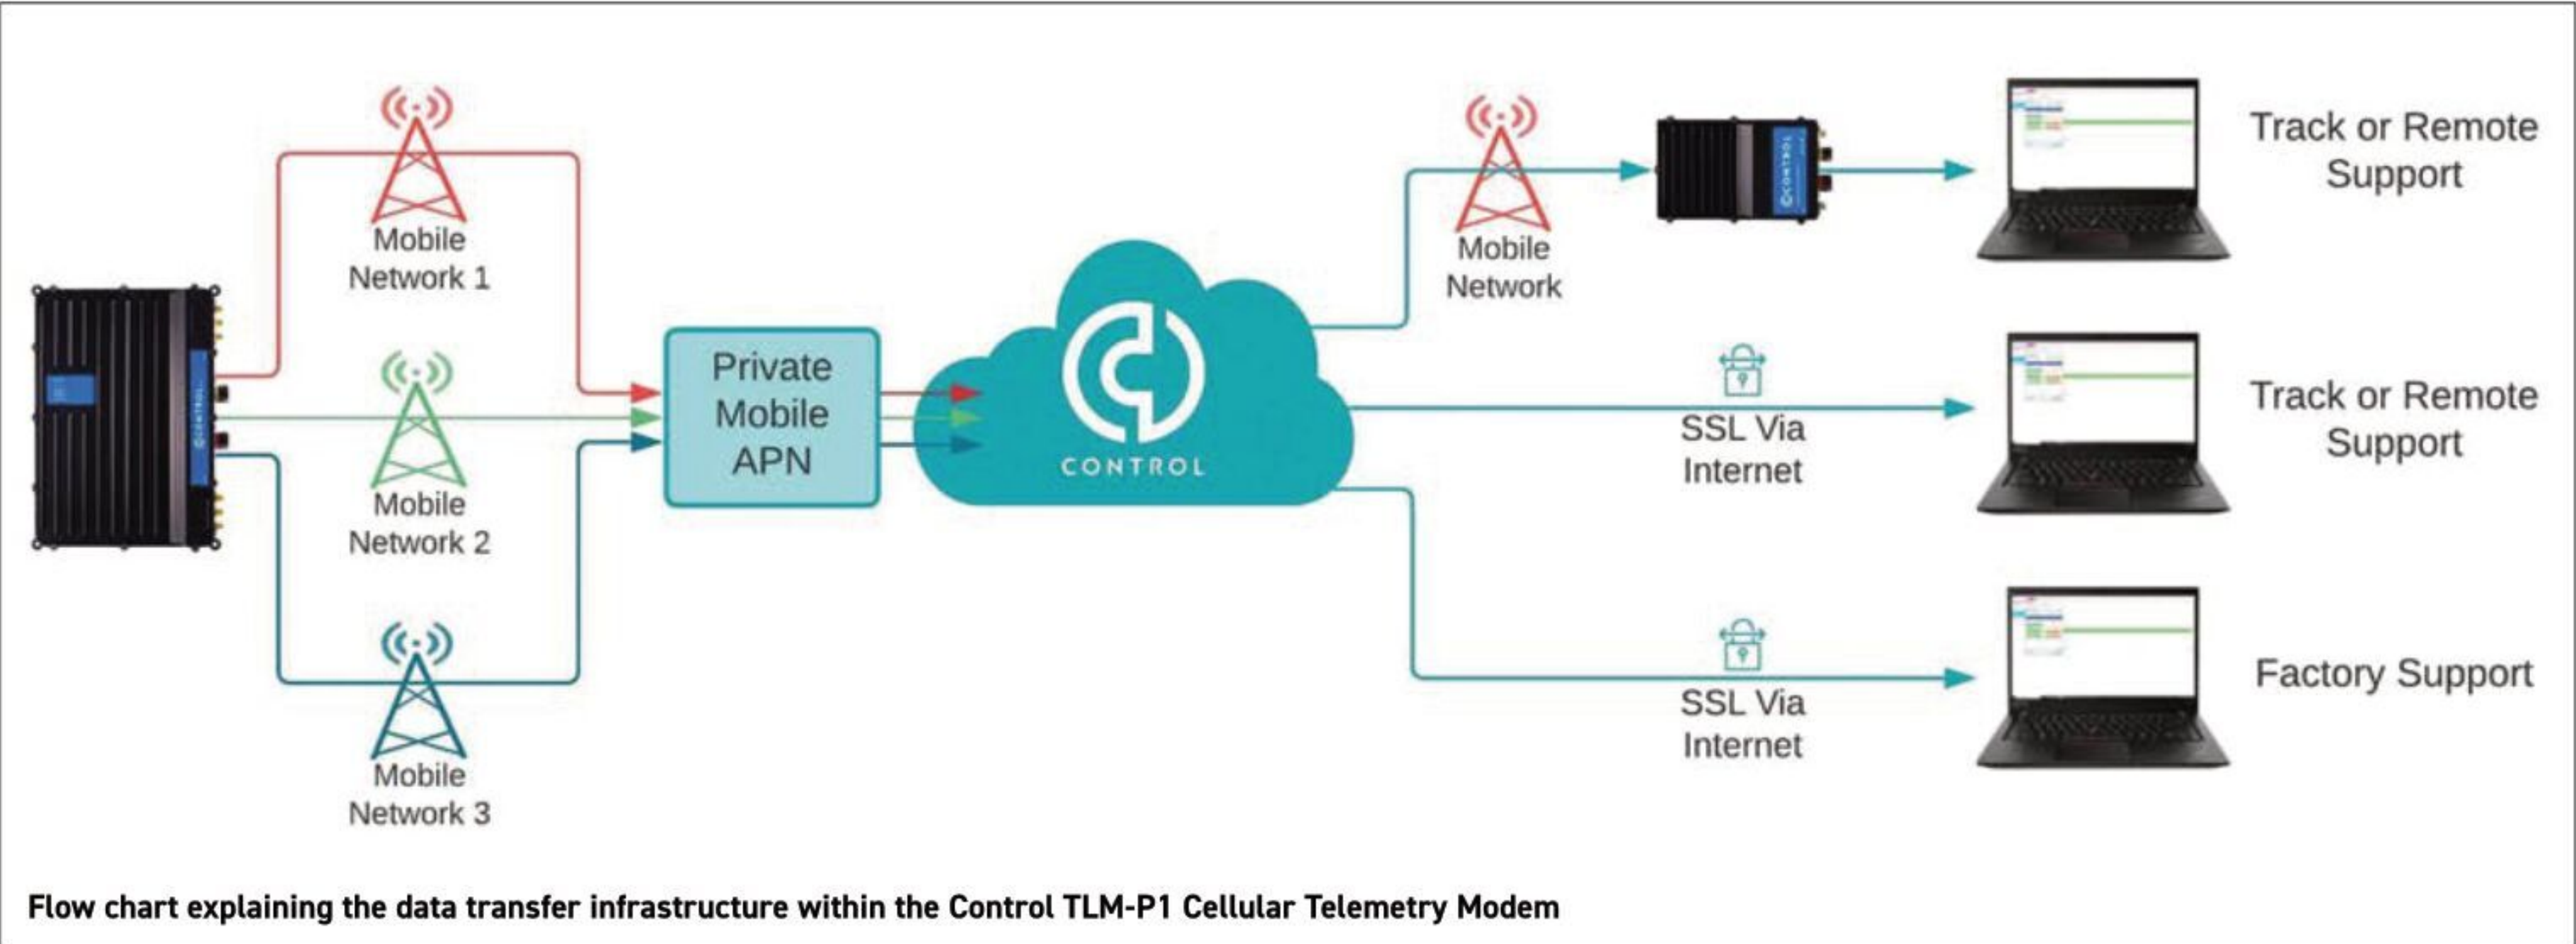 Mobile
Network 1
Mobile
Network 2
Mobile
Network 3
CONTROL
Private
Mobile
APN
CONTROL
Mobile
Network
CONTROL
SSL Via
Internet
SSL Via
Internet
Track or Remote
Support
Track or Remote
Support
Factory Support
Flow chart explaining the data transfer infrastructure within the Control TLM-P1 Cellular Telemetry Modem